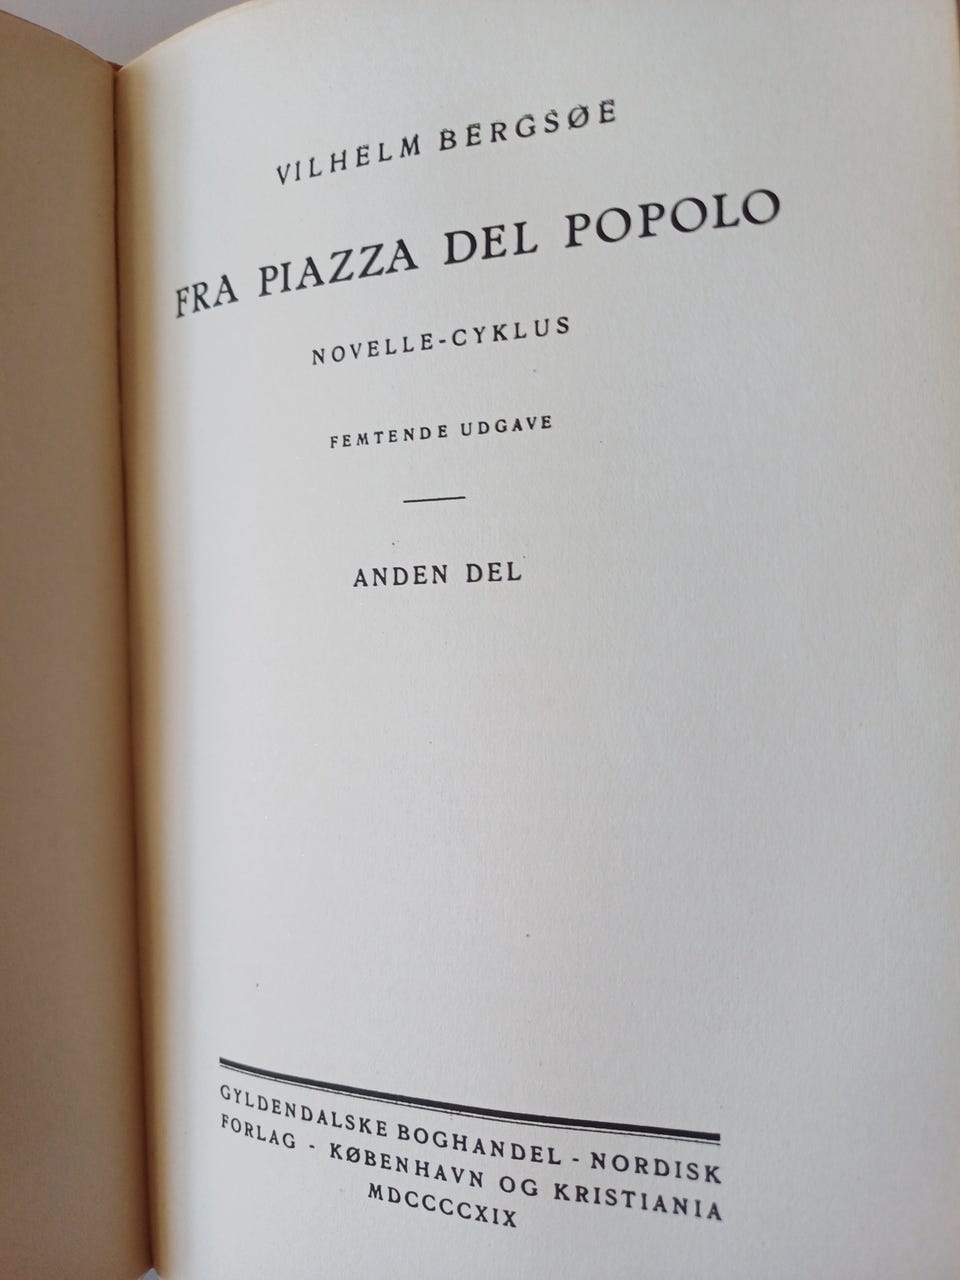 VILHELM BERGSØE
FRA PIAZZA DEL POPOLO
NOVELLE-CYKLUS
FEMTENDE UDGAVE
ANDEN DEL
GYLDENDALSKE BOGHANDEL - NORDISK
FORLAG - KØBENHAVN OG KRISTIANIA
MDCCCCXIX